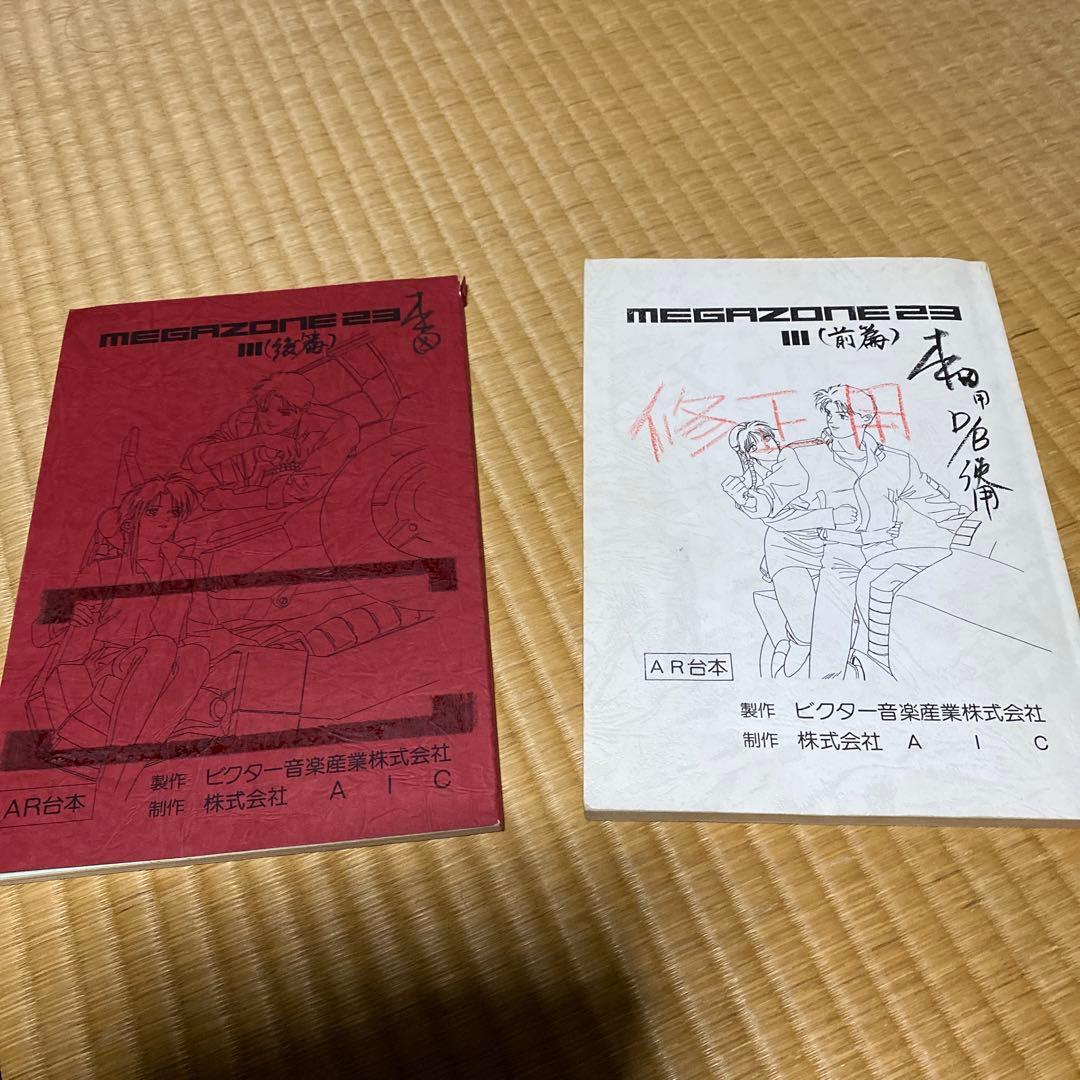 MEGAZONE 23
III (後篇)
AR台本
製作 ビクター音楽産業株式会社
制作 株式会社 AIC
MEGAZONE 23
III (前篇)
修正用
AR台本
製作 ビクター音楽産業株式会社
制作 株式会社 AIC